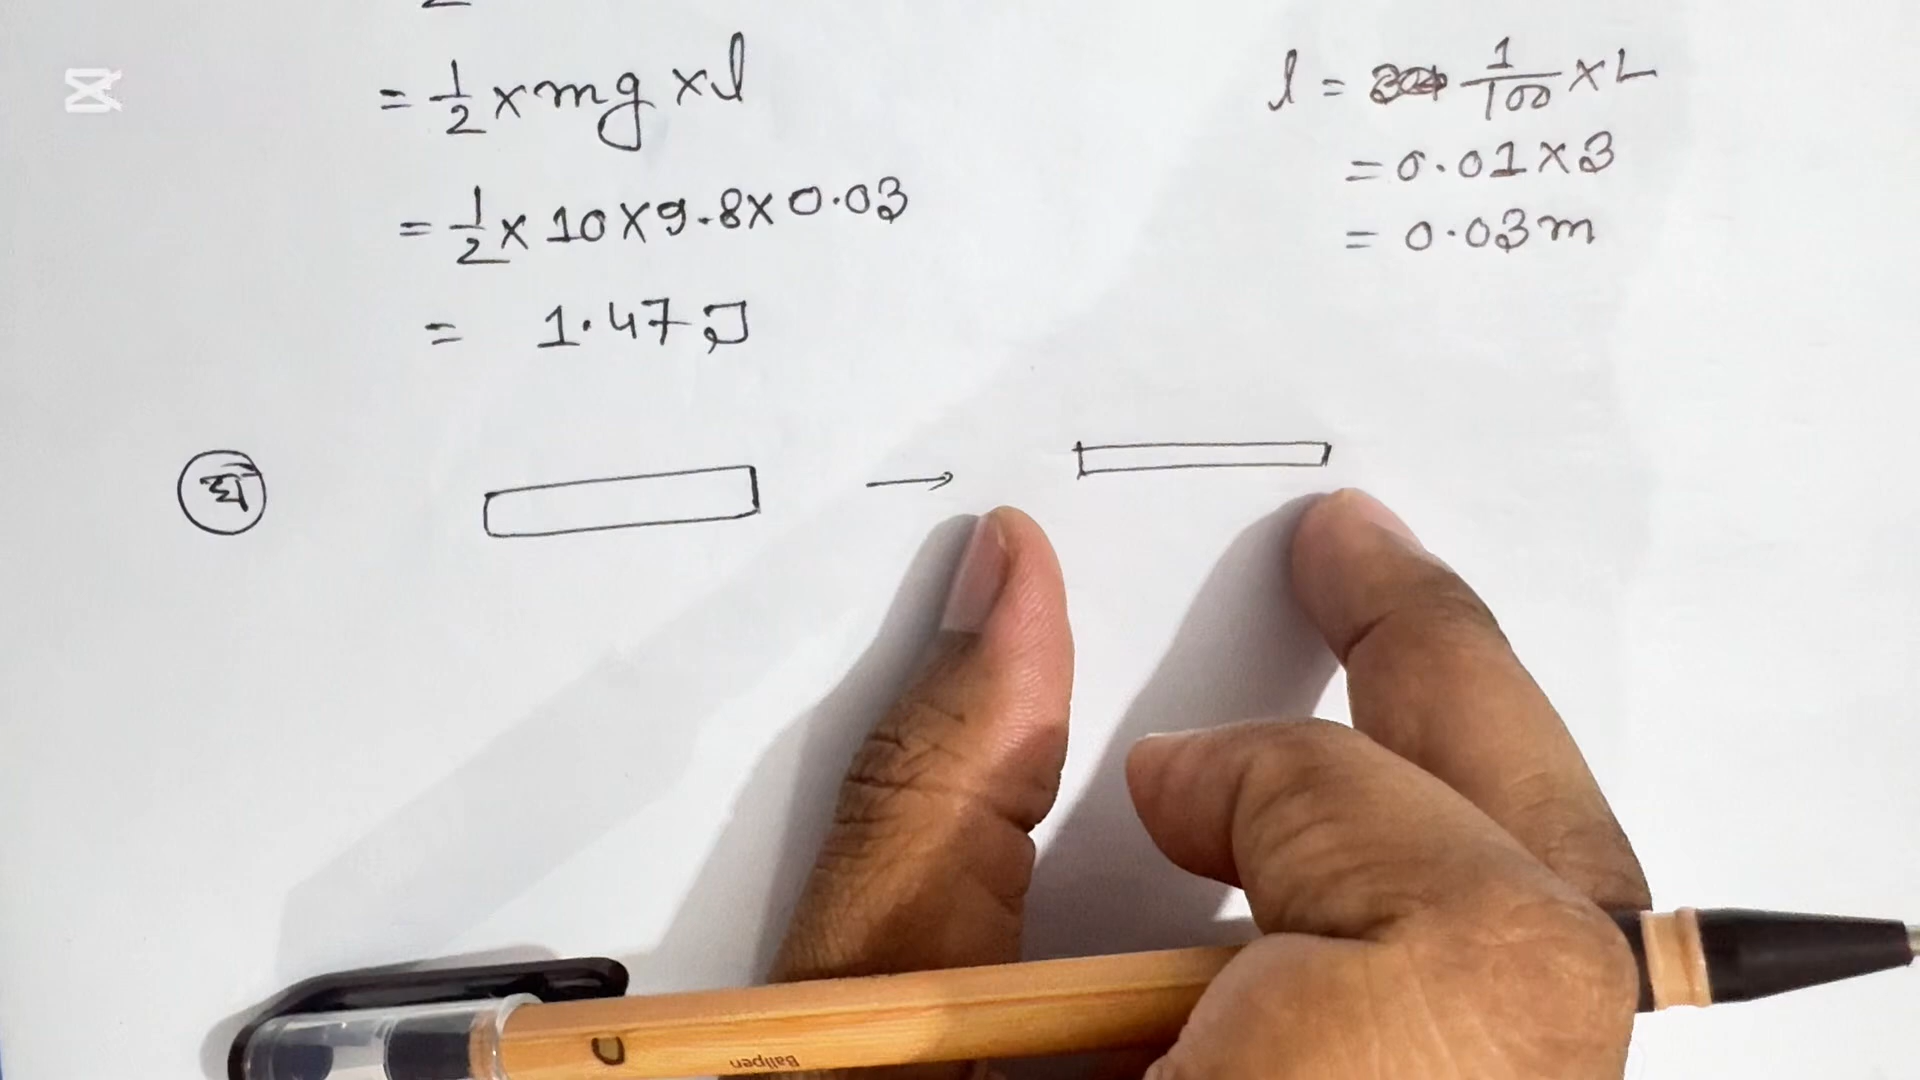 = 1/2 × mg × l
= 1/2 × 10 × 9.8 × 0.03
= 1.47 J
l = 1/100 × L
= 0.01 × 3
= 0.03 m
ঘ
Ballpen